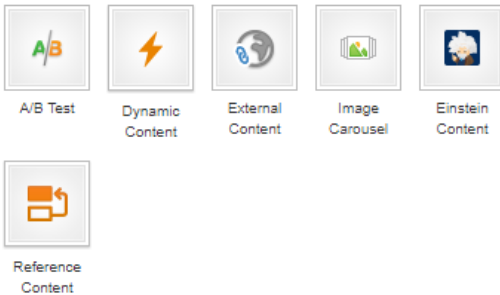 A/B
A/B Test
Dynamic
Content
External
Content
Image
Carousel
Einstein
Content
Reference
Content